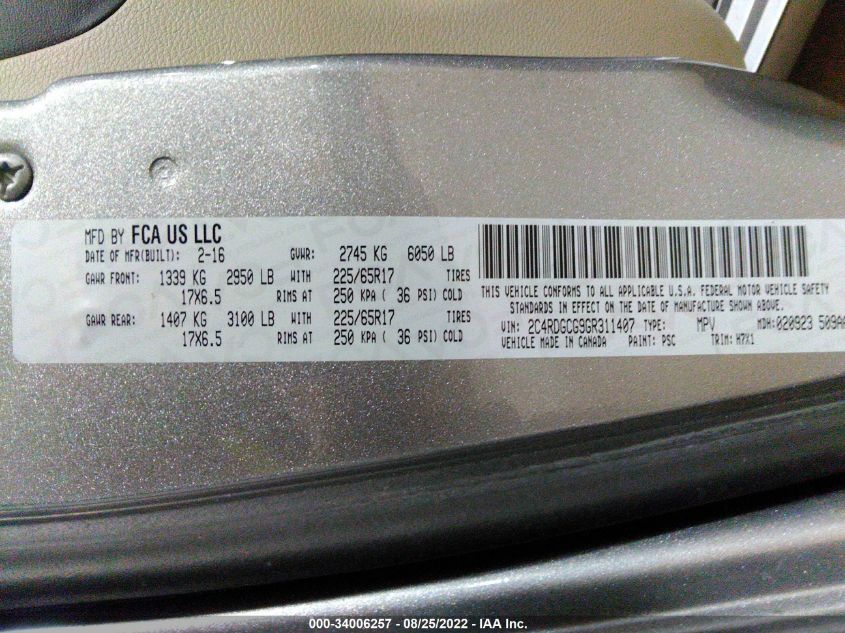 MFD BY FCA US LLC
DATE OF MFR(BUILT): 2-16 GVWR: 2745 KG 6050 LB
GAWR FRONT: 1339 KG 2950 LB WITH 225/65R17 TIRES
17X6.5 RIMS AT 250 KPA ( 36 PSI) COLD
GAWR REAR: 1407 KG 3100 LB WITH 225/65R17 TIRES
17X6.5 RIMS AT 250 KPA ( 36 PSI) COLD
THIS VEHICLE CONFORMS TO ALL APPLICABLE U.S.A. FEDERAL MOTOR VEHICLE SAFETY
STANDARDS IN EFFECT ON THE DATE OF MANUFACTURE SHOWN ABOVE.
VIN: 2C4RDGCG9GR311407 TYPE: MPV MDH: 020923 509AA
VEHICLE MADE IN CANADA PAINT: PSC TRIM: H7X1
000-34006257 - 08/25/2022 - IAA Inc.